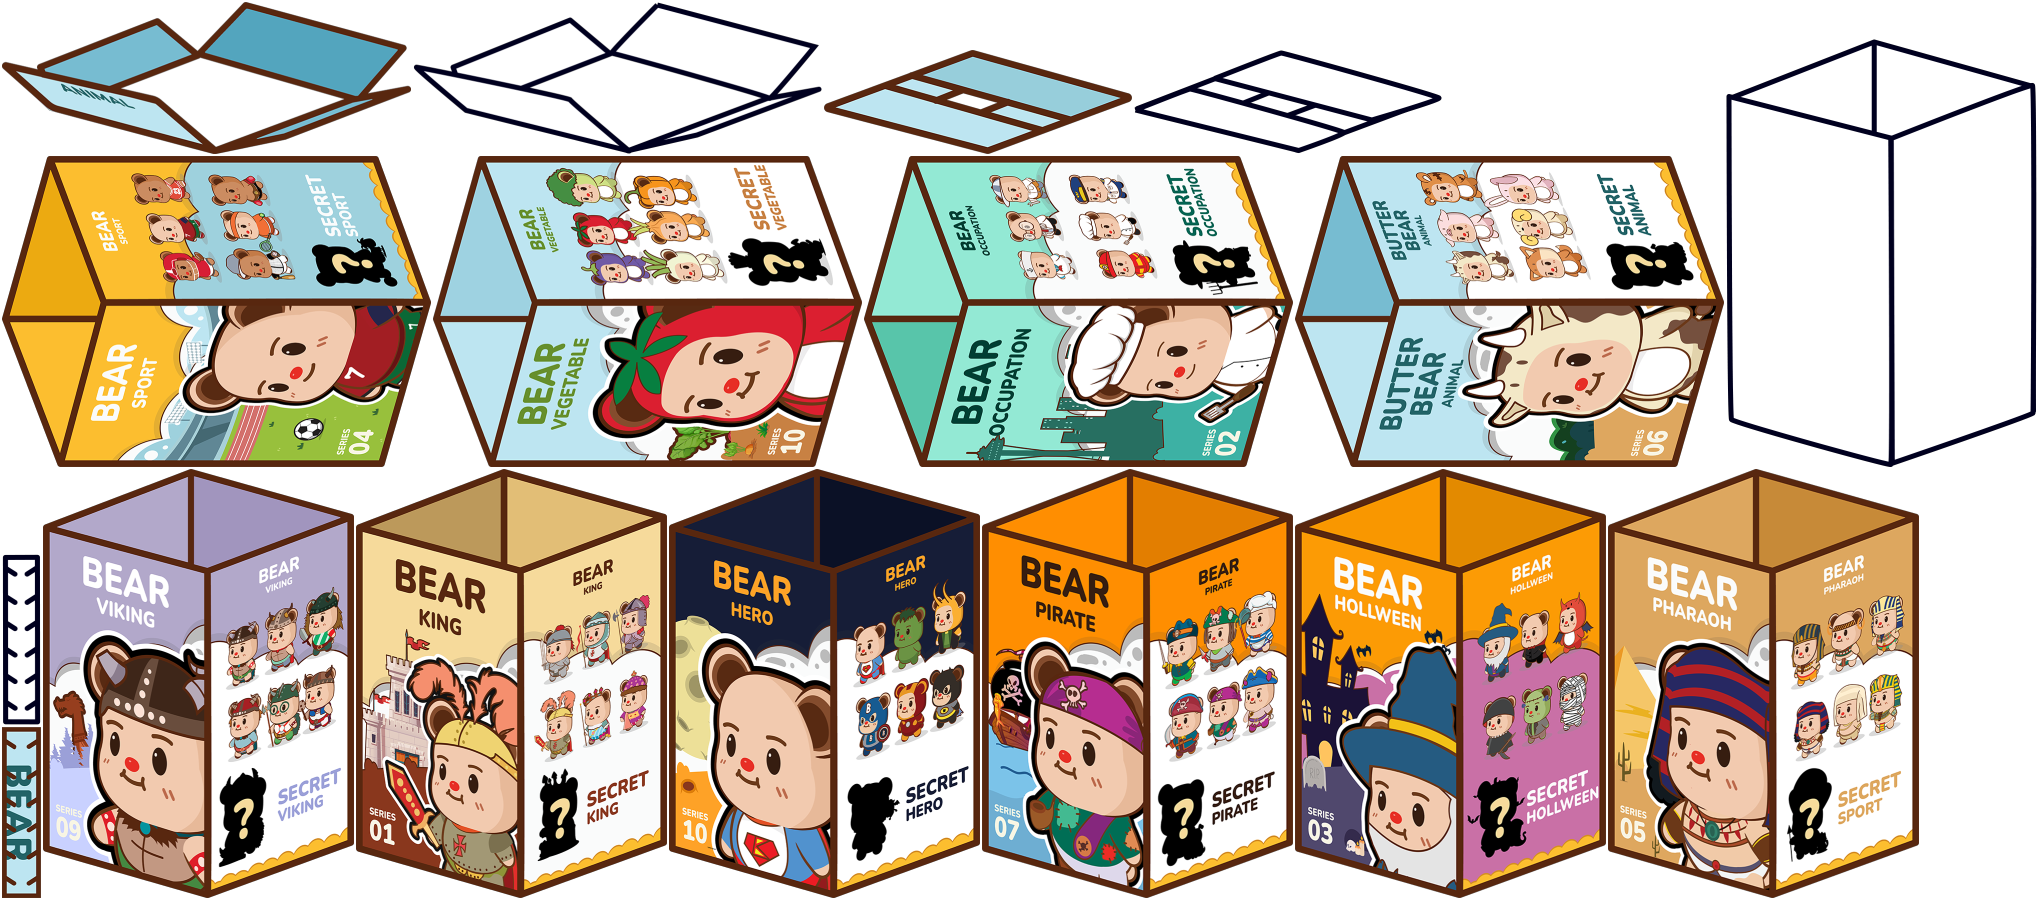 ANIMAL
BEAR
SPORT
SECRET
SPORT
BEAR
SPORT
7
7
SERIES
04
BEAR
VEGETABLE
SECRET
VEGETABLE
BEAR
VEGETABLE
SERIES
10
BEAR
OCCUPATION
SECRET
OCCUPATION
BEAR
OCCUPATION
SERIES
02
BUTTER
BEAR
ANIMAL
SECRET
ANIMAL
BUTTER
BEAR
ANIMAL
SERIES
06
?
?
?
?
BEAR
BEAR
VIKING
SERIES
09
BEAR
VIKING
?
SECRET
VIKING
BEAR
KING
SERIES
01
BEAR
KING
?
SECRET
KING
BEAR
HERO
SERIES
10
K
BEAR
HERO
B
SECRET
HERO
BEAR
PIRATE
SERIES
07
BEAR
PIRATE
?
SECRET
PIRATE
BEAR
HOLLWEEN
RIP
SERIES
03
BEAR
HOLLWEEN
?
SECRET
HOLLWEEN
BEAR
PHARAOH
SERIES
05
BEAR
PHARAOH
?
SECRET
SPORT